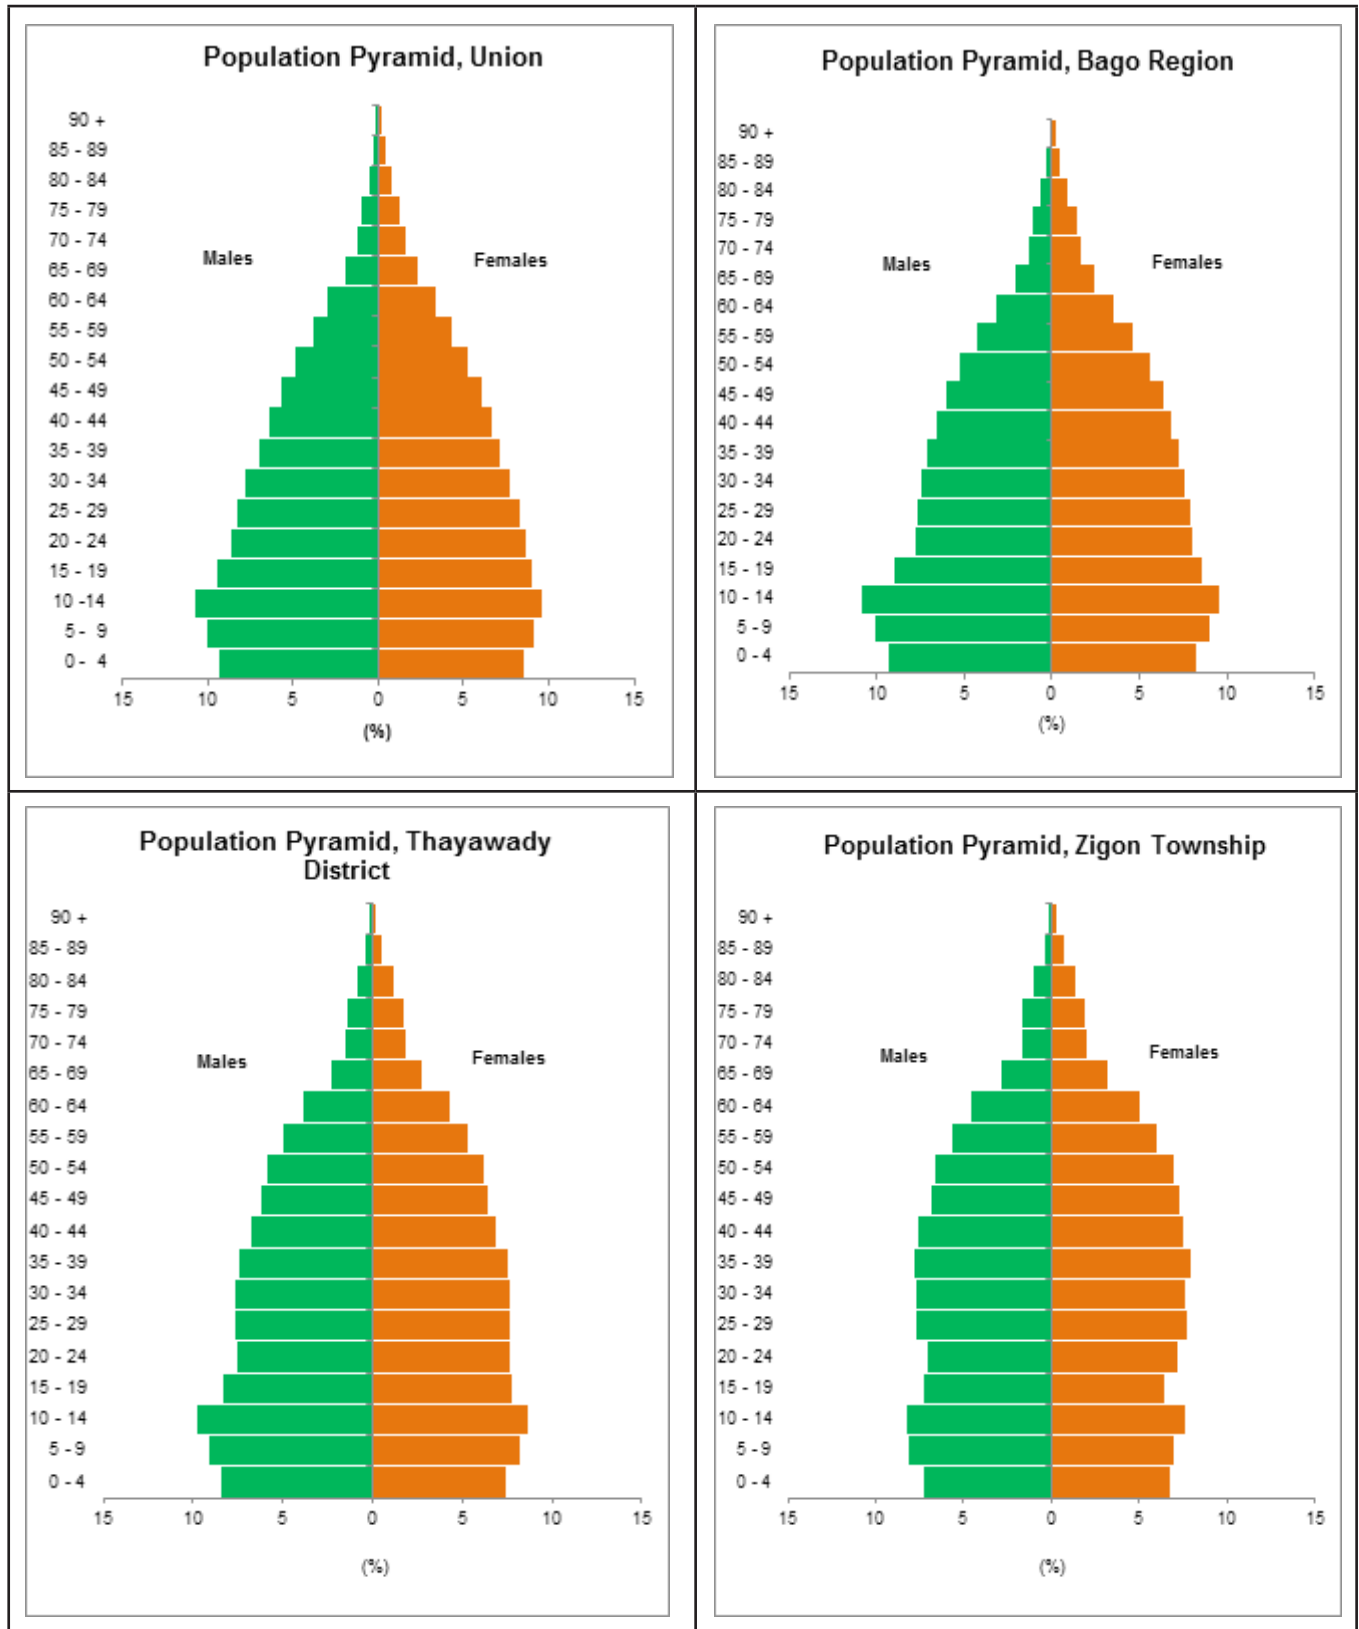 Population Pyramid, Union
90 +
85 - 89
80 - 84
75 - 79
70 - 74
65 - 69
60 - 64
55 - 59
50 - 54
45 - 49
40 - 44
35 - 39
30 - 34
25 - 29
20 - 24
15 - 19
10 -14
5 - 9
0 - 4
Males
Females
15 10 5 0 5 10 15
(%)
Population Pyramid, Bago Region
90 +
85 - 89
80 - 84
75 - 79
70 - 74
65 - 69
60 - 64
55 - 59
50 - 54
45 - 49
40 - 44
35 - 39
30 - 34
25 - 29
20 - 24
15 - 19
10 - 14
5 - 9
0 - 4
Males
Females
15 10 5 0 5 10 15
(%)
Population Pyramid, Thayawady
District
90 +
85 - 89
80 - 84
75 - 79
70 - 74
65 - 69
60 - 64
55 - 59
50 - 54
45 - 49
40 - 44
35 - 39
30 - 34
25 - 29
20 - 24
15 - 19
10 - 14
5 - 9
0 - 4
Males
Females
15 10 5 0 5 10 15
(%)
Population Pyramid, Zigon Township
90 +
85 - 89
80 - 84
75 - 79
70 - 74
65 - 69
60 - 64
55 - 59
50 - 54
45 - 49
40 - 44
35 - 39
30 - 34
25 - 29
20 - 24
15 - 19
10 - 14
5 - 9
0 - 4
Males
Females
15 10 5 0 5 10 15
(%)